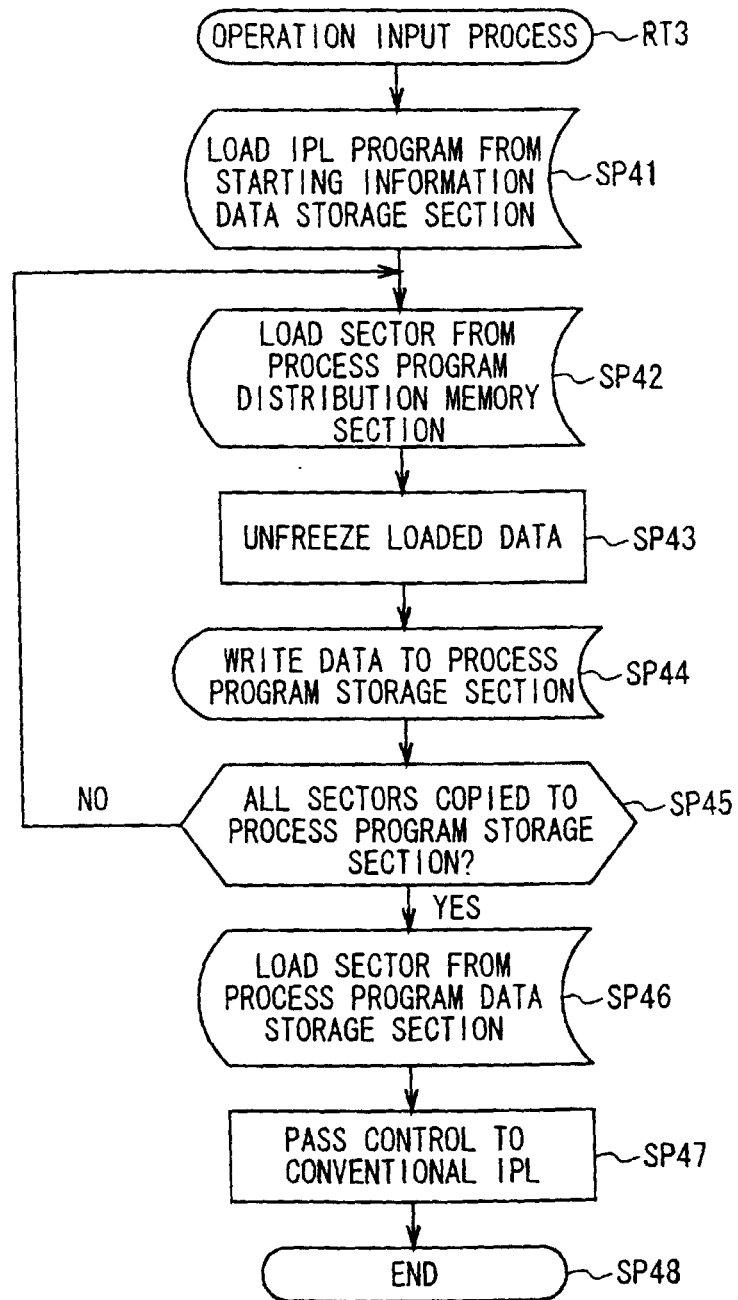 OPERATION INPUT PROCESS
RT3
LOAD IPL PROGRAM FROM
STARTING INFORMATION
DATA STORAGE SECTION
SP41
LOAD SECTOR FROM
PROCESS PROGRAM
DISTRIBUTION MEMORY
SECTION
SP42
UNFREEZE LOADED DATA
SP43
WRITE DATA TO PROCESS
PROGRAM STORAGE SECTION
SP44
NO
ALL SECTORS COPIED TO
PROCESS PROGRAM STORAGE
SECTION?
SP45
YES
LOAD SECTOR FROM
PROCESS PROGRAM DATA
STORAGE SECTION
SP46
PASS CONTROL TO
CONVENTIONAL IPL
SP47
END
SP48